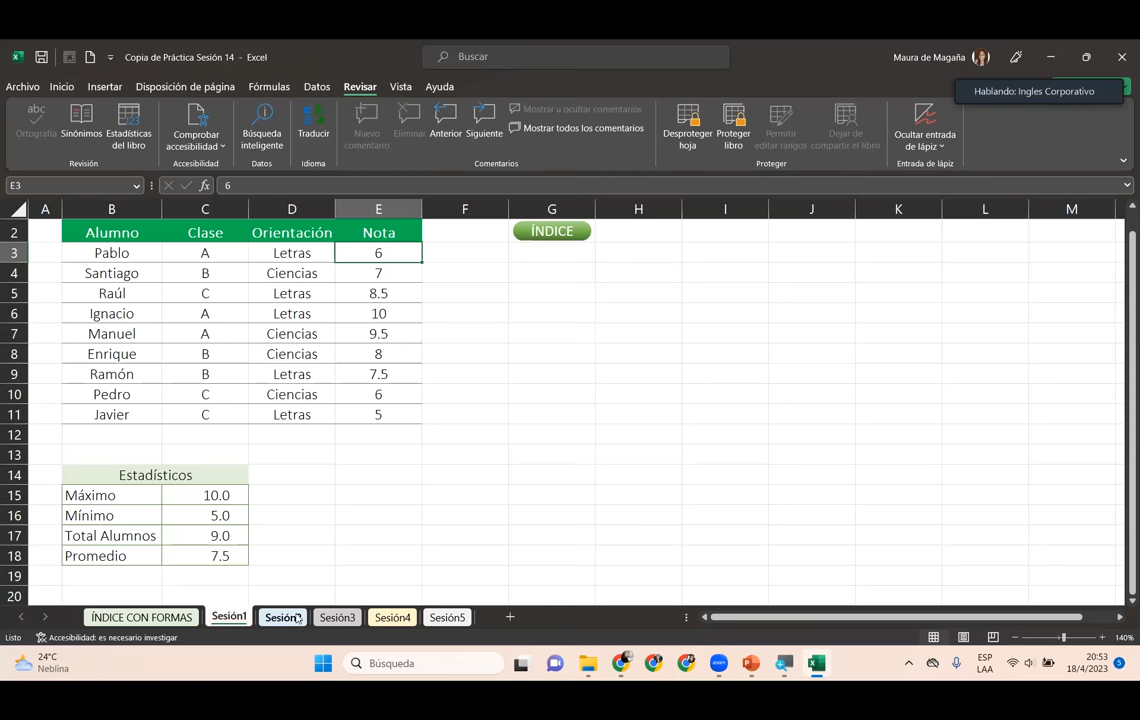 Copia de Práctica Sesión 14 - Excel
Buscar
Maura de Magaña
Archivo Inicio Insertar Disposición de página Fórmulas Datos Revisar Vista Ayuda
Hablando: Ingles Corporativo
abc
Ortografía
Sinónimos
123
Estadísticas
del libro
Revisión
Comprobar
accesibilidad
Accesibilidad
Búsqueda
inteligente
Datos
Traducir
Idioma
Nuevo
comentario
Eliminar
Anterior
Siguiente
Mostrar u ocultar comentarios
Mostrar todos los comentarios
Comentarios
Desproteger
hoja
Proteger
libro
Permitir
editar rangos
Dejar de
compartir el libro
Proteger
Ocultar entrada
de lápiz
Entrada de lápiz
E3 fx 6
A B C D E F G H I J K L M
2 Alumno Clase Orientación Nota ÍNDICE
3 Pablo A Letras 6
4 Santiago B Ciencias 7
5 Raúl C Letras 8.5
6 Ignacio A Letras 10
7 Manuel A Ciencias 9.5
8 Enrique B Ciencias 8
9 Ramón B Letras 7.5
10 Pedro C Ciencias 6
11 Javier C Letras 5
12
13
14 Estadísticos
15 Máximo 10.0
16 Mínimo 5.0
17 Total Alumnos 9.0
18 Promedio 7.5
19
20
ÍNDICE CON FORMAS Sesión1 Sesión2 Sesión3 Sesión4 Sesión5
Listo Accesibilidad: es necesario investigar 140%
24°C
Neblina
Búsqueda
ESP
LAA
20:53
18/4/2023
5